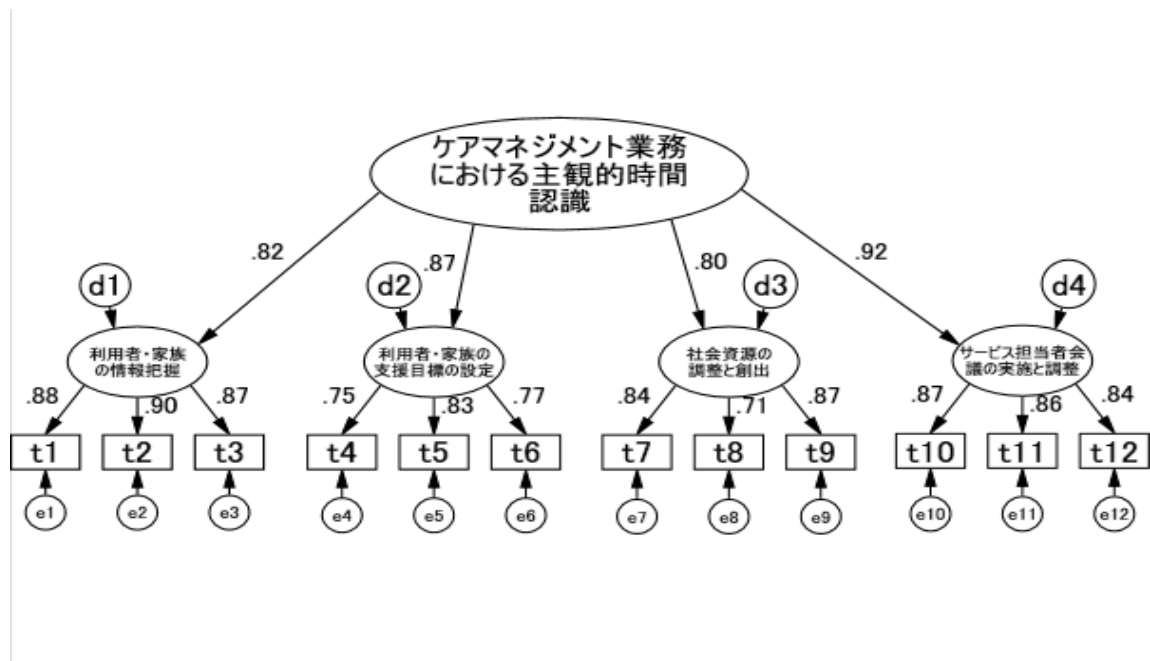 ケアマネジメント業務
における主観的時間
認識
.82
.87
.80
.92
d1
d2
d3
d4
利用者・家族
の情報把握
利用者・家族の
支援目標の設定
社会資源の
調整と創出
サービス担当者会
議の実施と調整
.88
.90
.87
.75
.83
.77
.84
.71
.87
.87
.86
.84
t1
t2
t3
t4
t5
t6
t7
t8
t9
t10
t11
t12
e1
e2
e3
e4
e5
e6
e7
e8
e9
e10
e11
e12